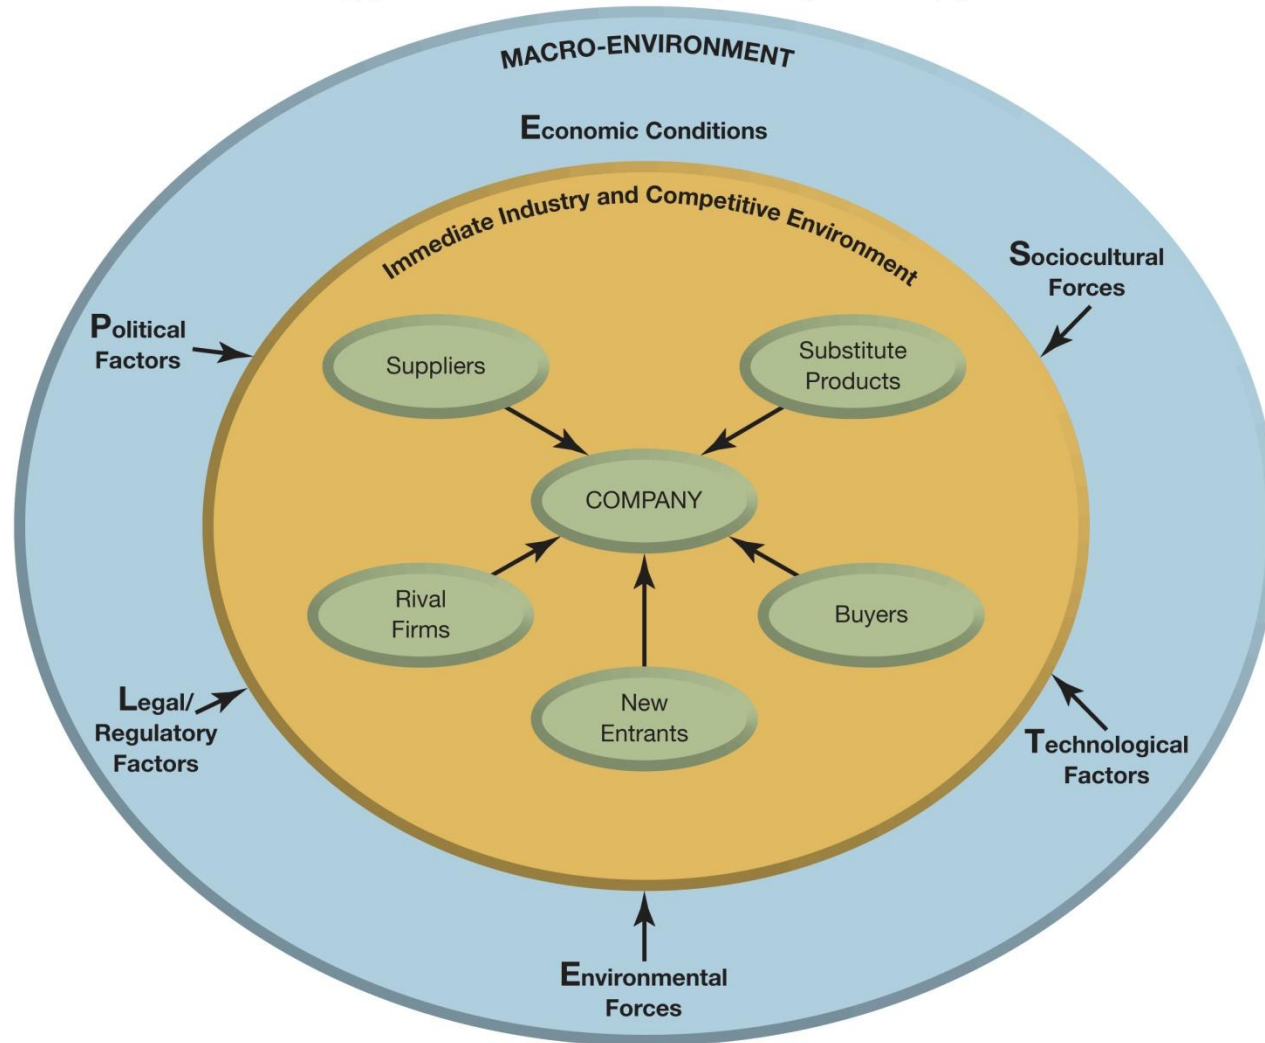 MACRO-ENVIRONMENT
Economic Conditions
Immediate Industry and Competitive Environment
Sociocultural
Forces
Political
Factors
Suppliers
Substitute
Products
COMPANY
Rival
Firms
Buyers
New
Entrants
Legal/
Regulatory
Factors
Technological
Factors
Environmental
Forces